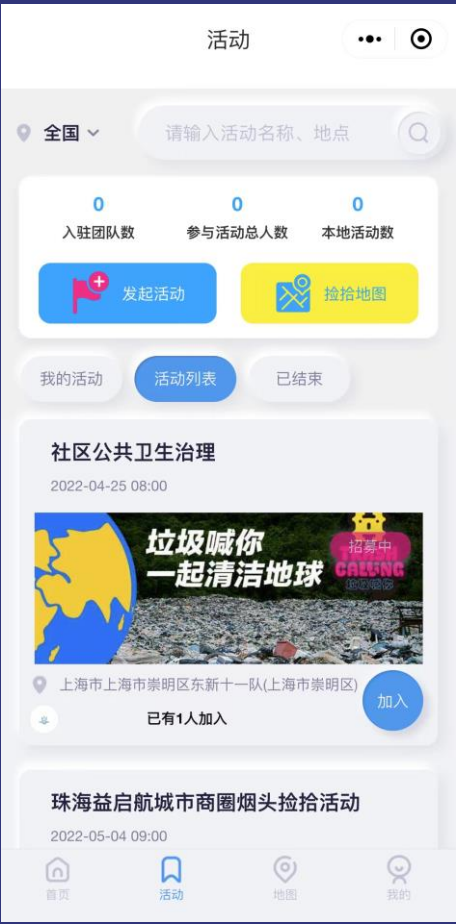 活动
全国
请输入活动名称、地点
0 0 0
入驻团队数 参与活动总人数 本地活动数
发起活动 捡拾地图
我的活动 活动列表 已结束
社区公共卫生治理
2022-04-25 08:00
垃圾喊你
一起清洁地球
招募中
TRASH
CALLING
垃圾喊你
上海市上海市崇明区东新十一队(上海市崇明区)
加入
已有1人加入
珠海益启航城市商圈烟头捡拾活动
2022-05-04 09:00
首页 活动 地图 我的